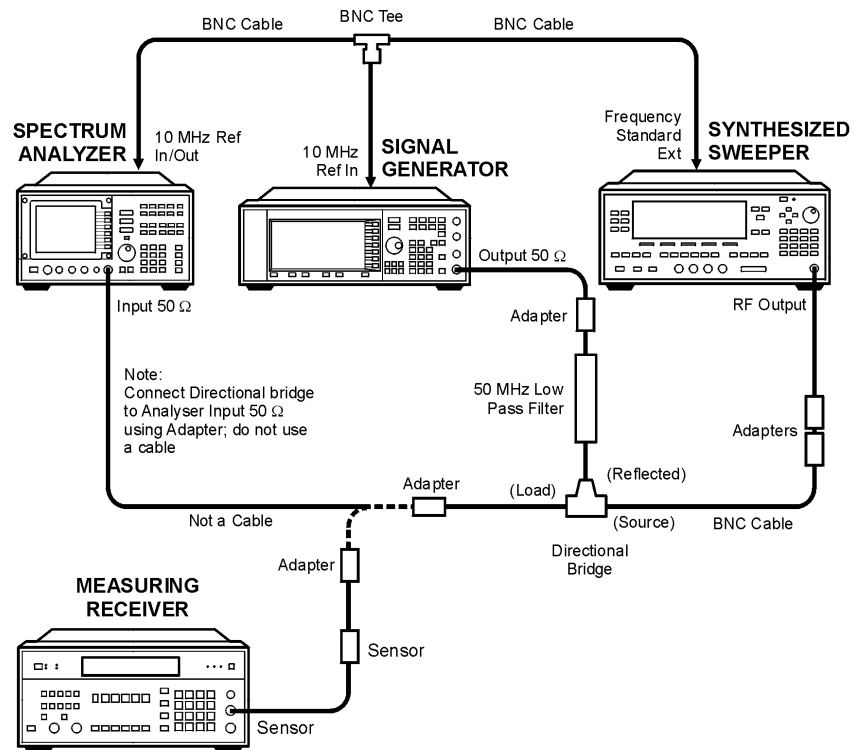 BNC Cable
BNC Tee
BNC Cable
SPECTRUM
ANALYZER
10 MHz Ref
In/Out
10 MHz
Ref In
SIGNAL
GENERATOR
Frequency
Standard
Ext
SYNTHESIZED
SWEEPER
Input 50 Ω
Output 50 Ω
RF Output
Adapter
Note:
Connect Directional bridge
to Analyser Input 50 Ω
using Adapter; do not use
a cable
50 MHz Low
Pass Filter
Adapters
Adapter
(Load)
(Reflected)
Not a Cable
(Source)
BNC Cable
Directional
Bridge
Adapter
MEASURING
RECEIVER
Sensor
Sensor